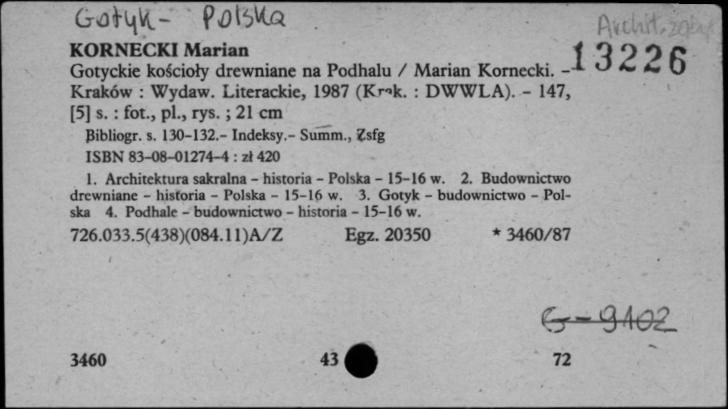 Gotyk - Polska
Archit.
13226
KORNECKI Marian
Gotyckie kościoły drewniane na Podhalu / Marian Kornecki. –
Kraków : Wydaw. Literackie, 1987 (Krak. : DWWLA). – 147,
[5] s. : fot., pl., rys. ; 21 cm
Bibliogr. s. 130-132.- Indeksy.- Summ., Zsfg
ISBN 83-08-01274-4 : zł 420
1. Architektura sakralna – historia – Polska – 15-16 w. 2. Budownictwo
drewniane – historia – Polska – 15-16 w. 3. Gotyk – budownictwo – Pol-
ska 4. Podhale – budownictwo – historia – 15-16 w.
726.033.5(438)(084.11)A/Z Egz. 20350 * 3460/87
G-9102
3460 43 72